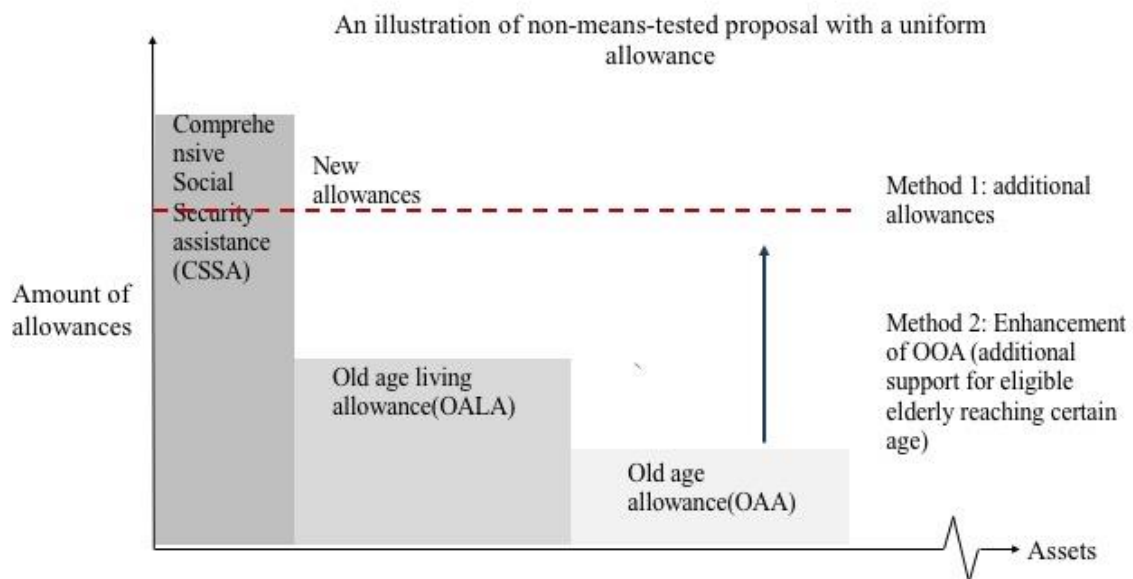 An illustration of non-means-tested proposal with a uniform
allowance
Comprehe
nsive
Social
Security
assistance
(CSSA)
New
allowances
Method 1: additional
allowances
Amount of
allowances
Method 2: Enhancement
of OOA (additional
support for eligible
elderly reaching certain
age)
Old age living
allowance(OALA)
Old age
allowance(OAA)
Assets